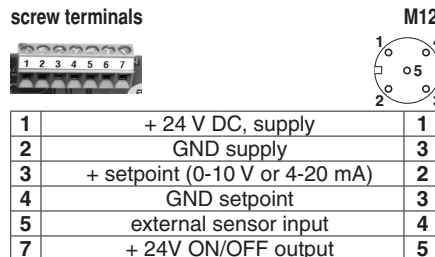 screw terminals M12
1 2 3 4 5 6 7
1
5
2
1 + 24 V DC, supply 1
2 GND supply 3
3 + setpoint (0-10 V or 4-20 mA) 2
4 GND setpoint 3
5 external sensor input 4
7 + 24V ON/OFF output 5